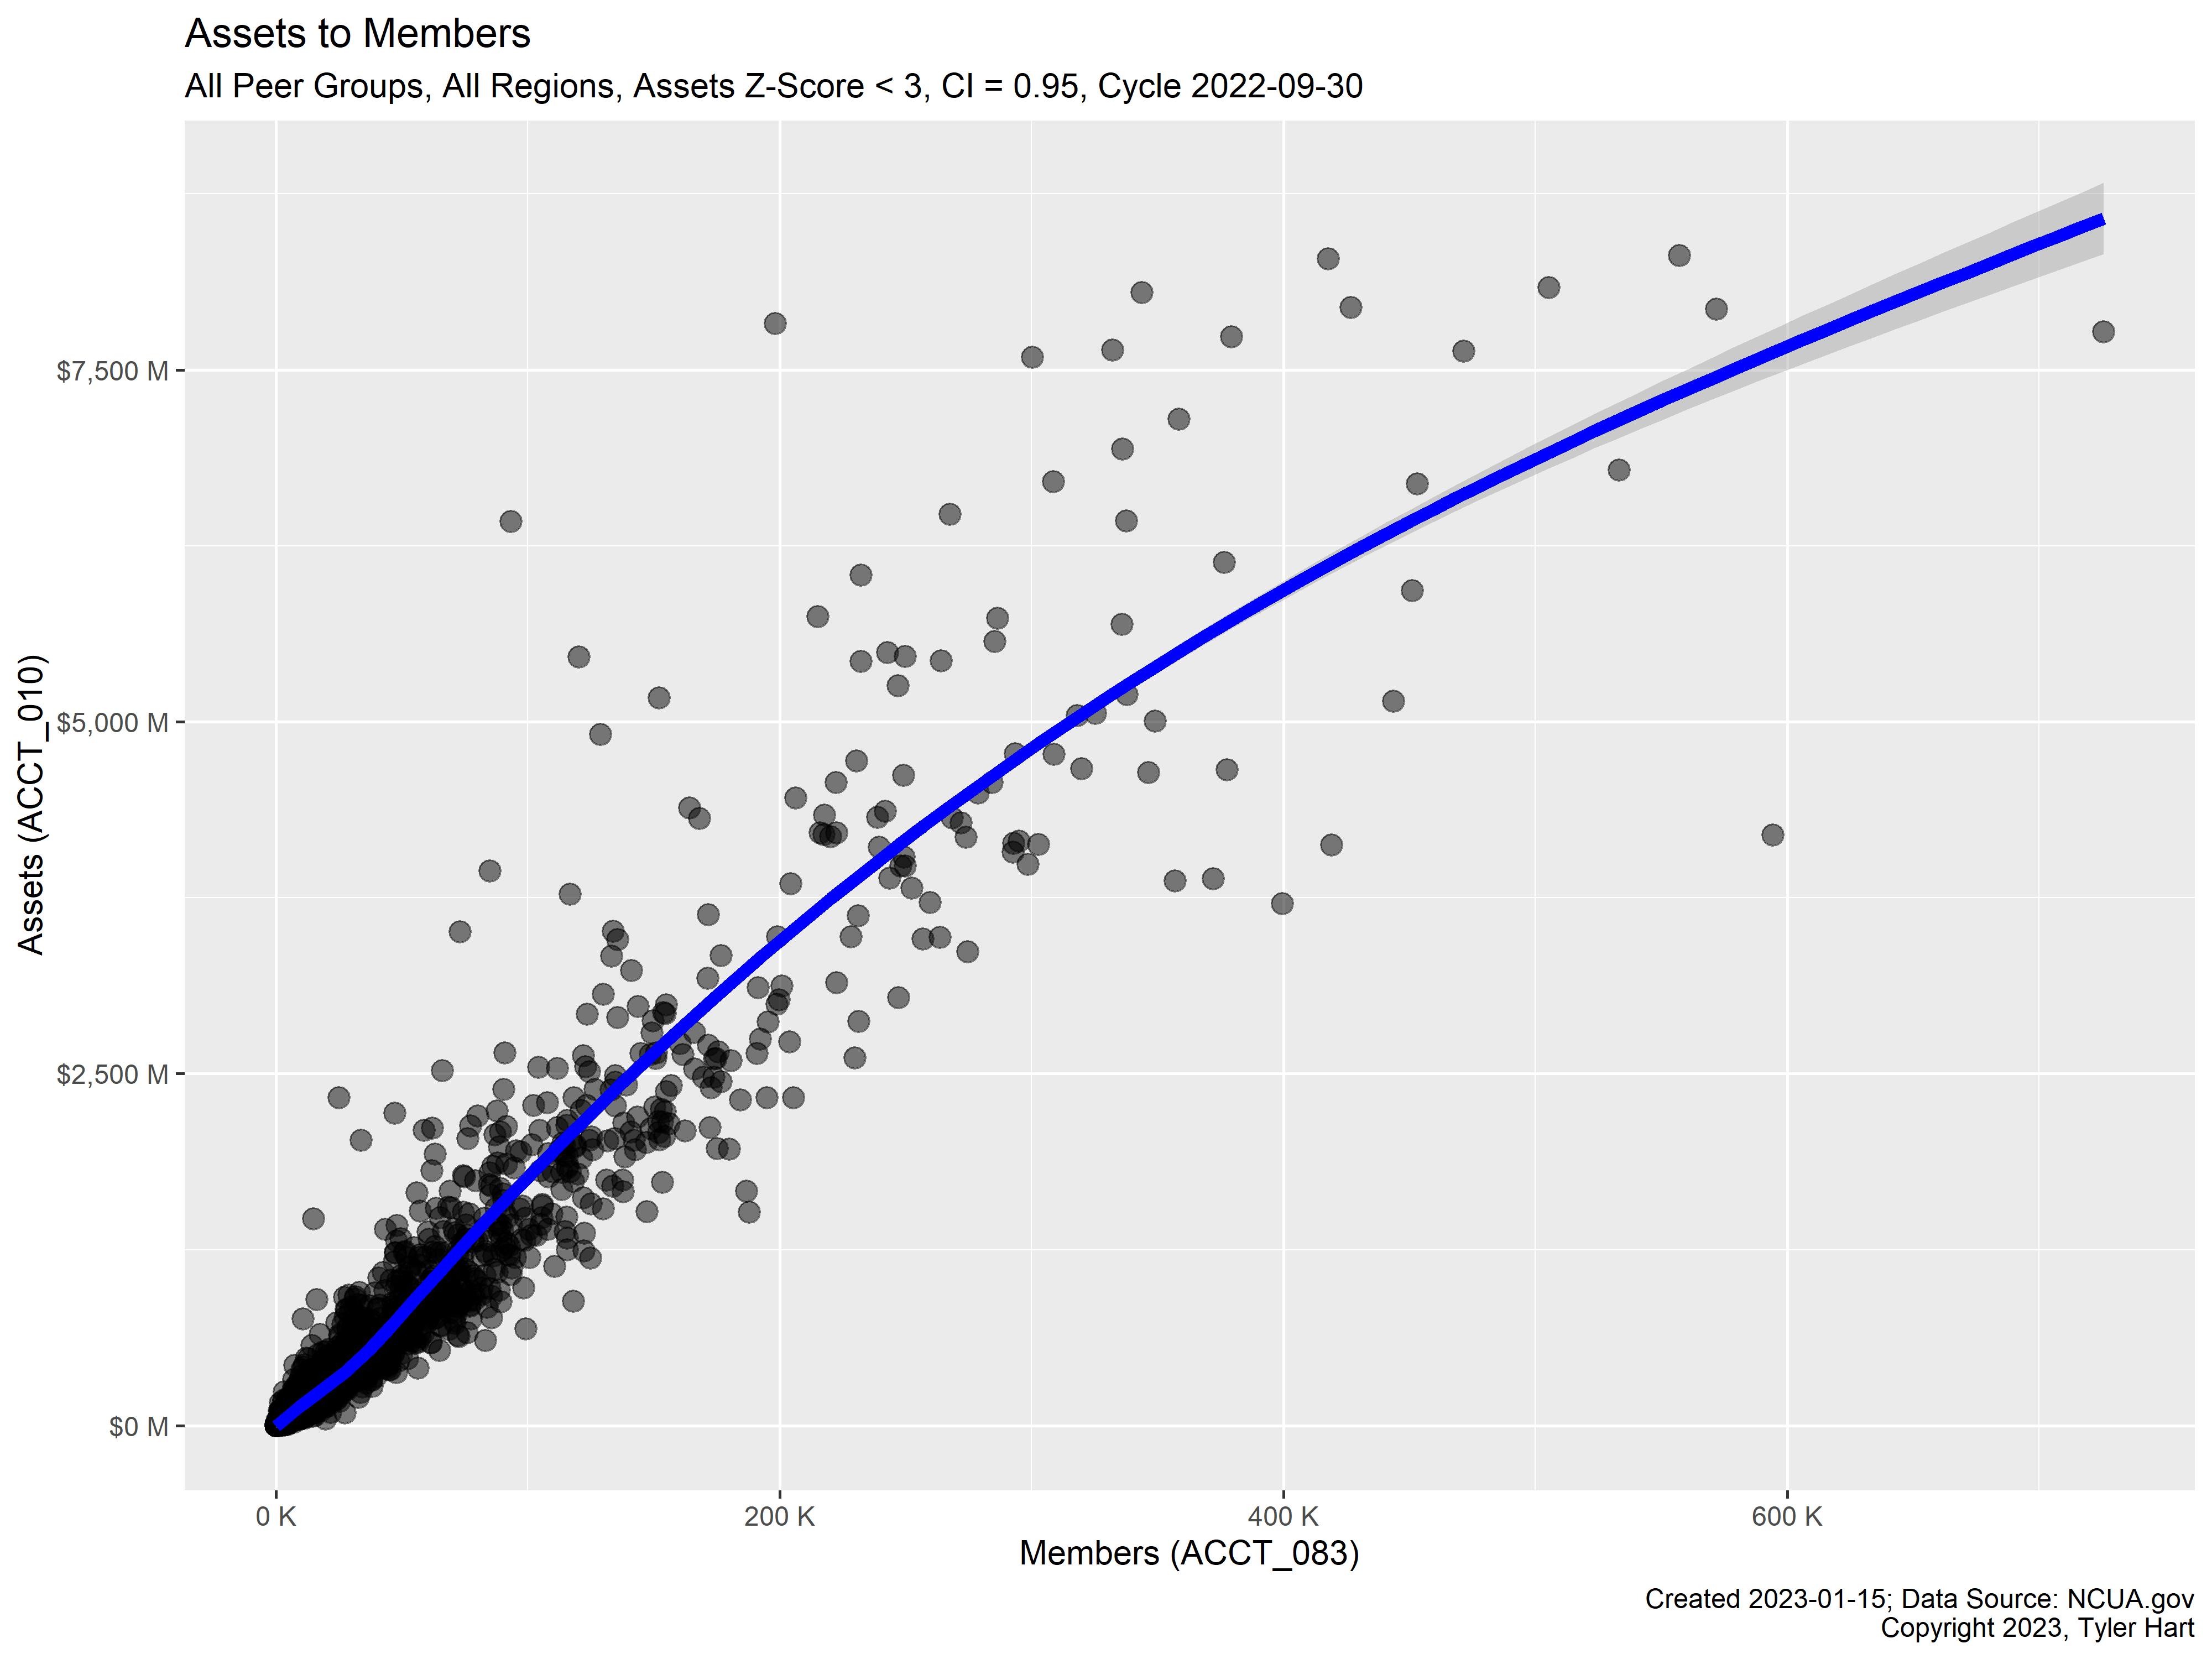 Assets to Members
All Peer Groups, All Regions, Assets Z-Score < 3, CI = 0.95, Cycle 2022-09-30
Assets (ACCT_010)
$7,500 M
$5,000 M
$2,500 M
$0 M
0 K
200 K
400 K
600 K
Members (ACCT_083)
Created 2023-01-15; Data Source: NCUA.gov
Copyright 2023, Tyler Hart